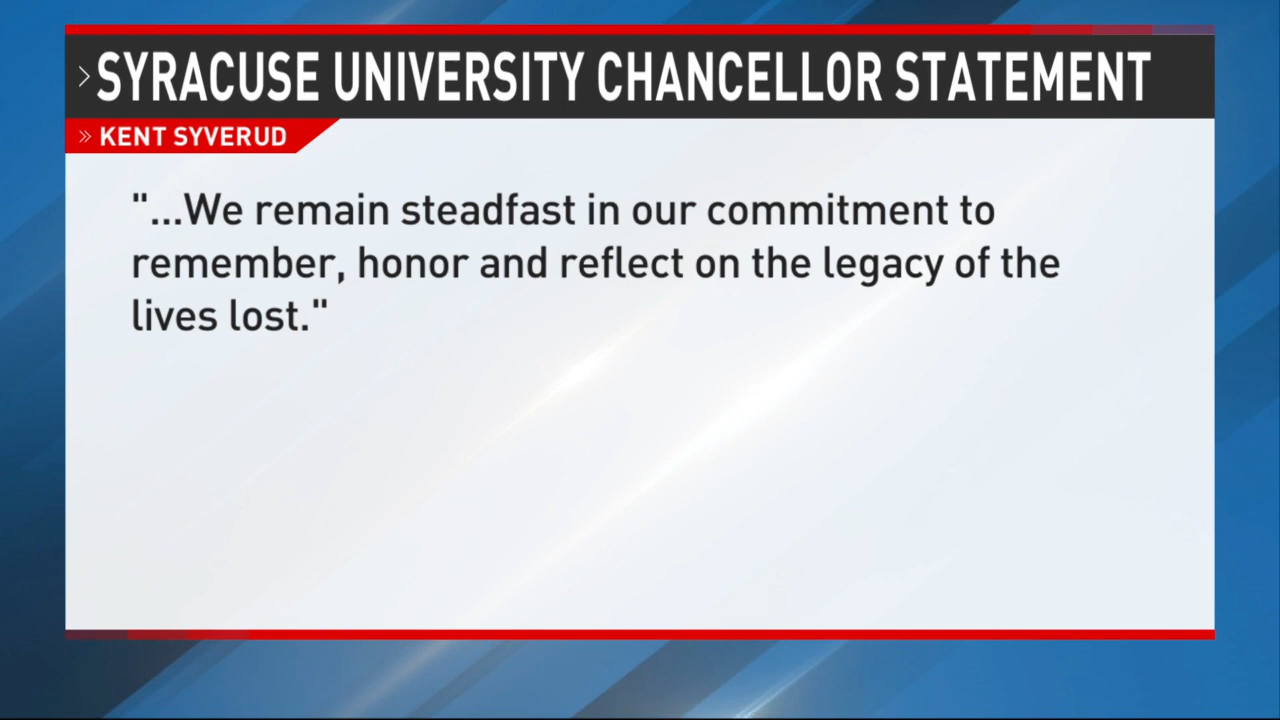 > SYRACUSE UNIVERSITY CHANCELLOR STATEMENT
» KENT SYVERUD
"...We remain steadfast in our commitment to
remember, honor and reflect on the legacy of the
lives lost."